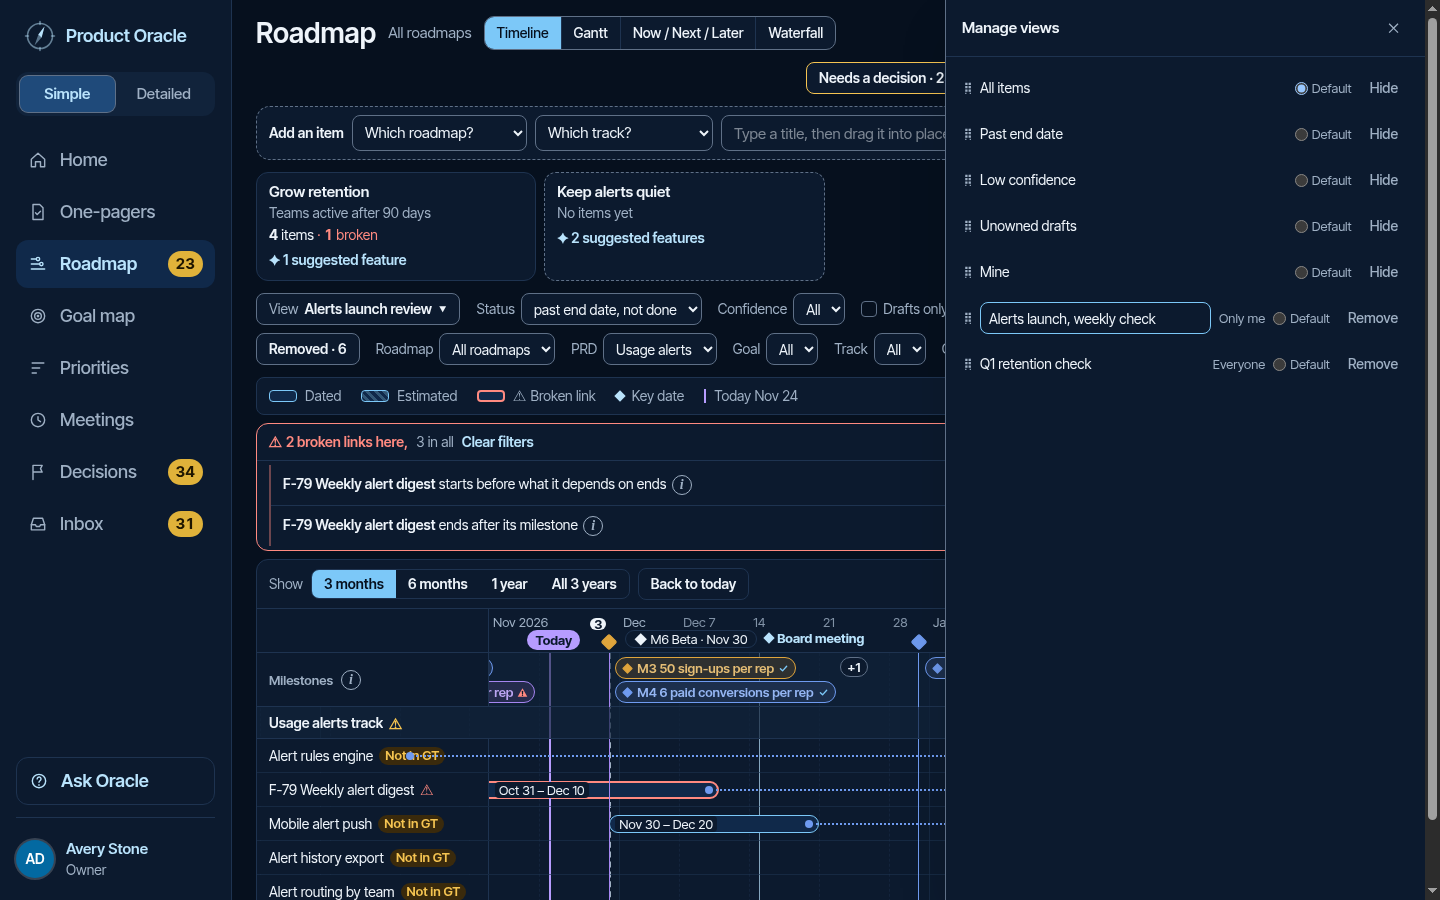 Product Oracle
Simple
Detailed
Home
One-pagers
Roadmap
23
Goal map
Priorities
Meetings
Decisions
34
Inbox
31
Ask Oracle
AD
Avery Stone
Owner
Roadmap
All roadmaps
Timeline
Gantt
Now / Next / Later
Waterfall
Needs a decision · 2
Add an item
Which roadmap?
Which track?
Type a title, then drag it into place
Grow retention
Teams active after 90 days
4 items · 1 broken
✦ 1 suggested feature
Keep alerts quiet
No items yet
✦ 2 suggested features
View Alerts launch review ▾
Status
past end date, not done
Confidence
All
Drafts only
Removed · 6
Roadmap
All roadmaps
PRD
Usage alerts
Goal
All
Track
All
Dated
Estimated
⚠ Broken link
◆ Key date
Today Nov 24
⚠ 2 broken links here, 3 in all Clear filters
F-79 Weekly alert digest starts before what it depends on ends i
F-79 Weekly alert digest ends after its milestone i
Show
3 months
6 months
1 year
All 3 years
Back to today
Nov 2026
3
Dec
Dec 7
14
21
28
Ja
Today
◆ M6 Beta · Nov 30
◆ Board meeting
Milestones i
◆ M3 50 sign-ups per rep ✓
+1
rep ⚠
◆ M4 6 paid conversions per rep ✓
Usage alerts track ⚠
Alert rules engine Not in GT
F-79 Weekly alert digest ⚠
Oct 31 – Dec 10
Mobile alert push Not in GT
Nov 30 – Dec 20
Alert history export Not in GT
Alert routing by team Not in GT
Manage views
×
All items
Default
Hide
Past end date
Default
Hide
Low confidence
Default
Hide
Unowned drafts
Default
Hide
Mine
Default
Hide
Alerts launch, weekly check
Only me
Default
Remove
Q1 retention check
Everyone
Default
Remove